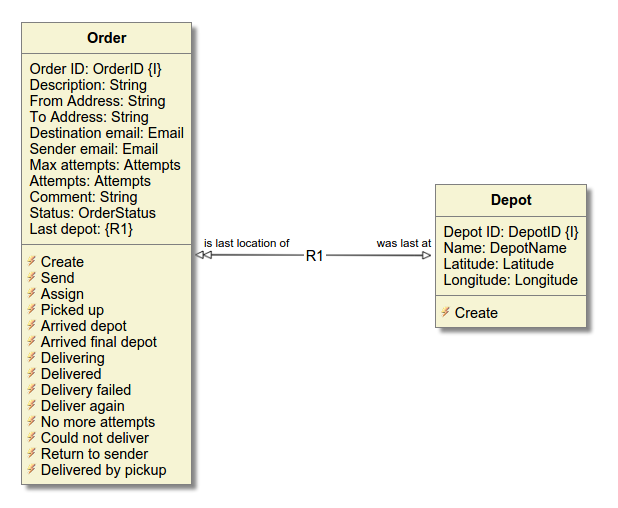 Order
Order ID: OrderID {I}
Description: String
From Address: String
To Address: String
Destination email: Email
Sender email: Email
Max attempts: Attempts
Attempts: Attempts
Comment: String
Status: OrderStatus
Last depot: {R1}
Create
Send
Assign
Picked up
Arrived depot
Arrived final depot
Delivering
Delivered
Delivery failed
Deliver again
No more attempts
Could not deliver
Return to sender
Delivered by pickup
is last location of
R1
was last at
Depot
Depot ID: DepotID {I}
Name: DepotName
Latitude: Latitude
Longitude: Longitude
Create